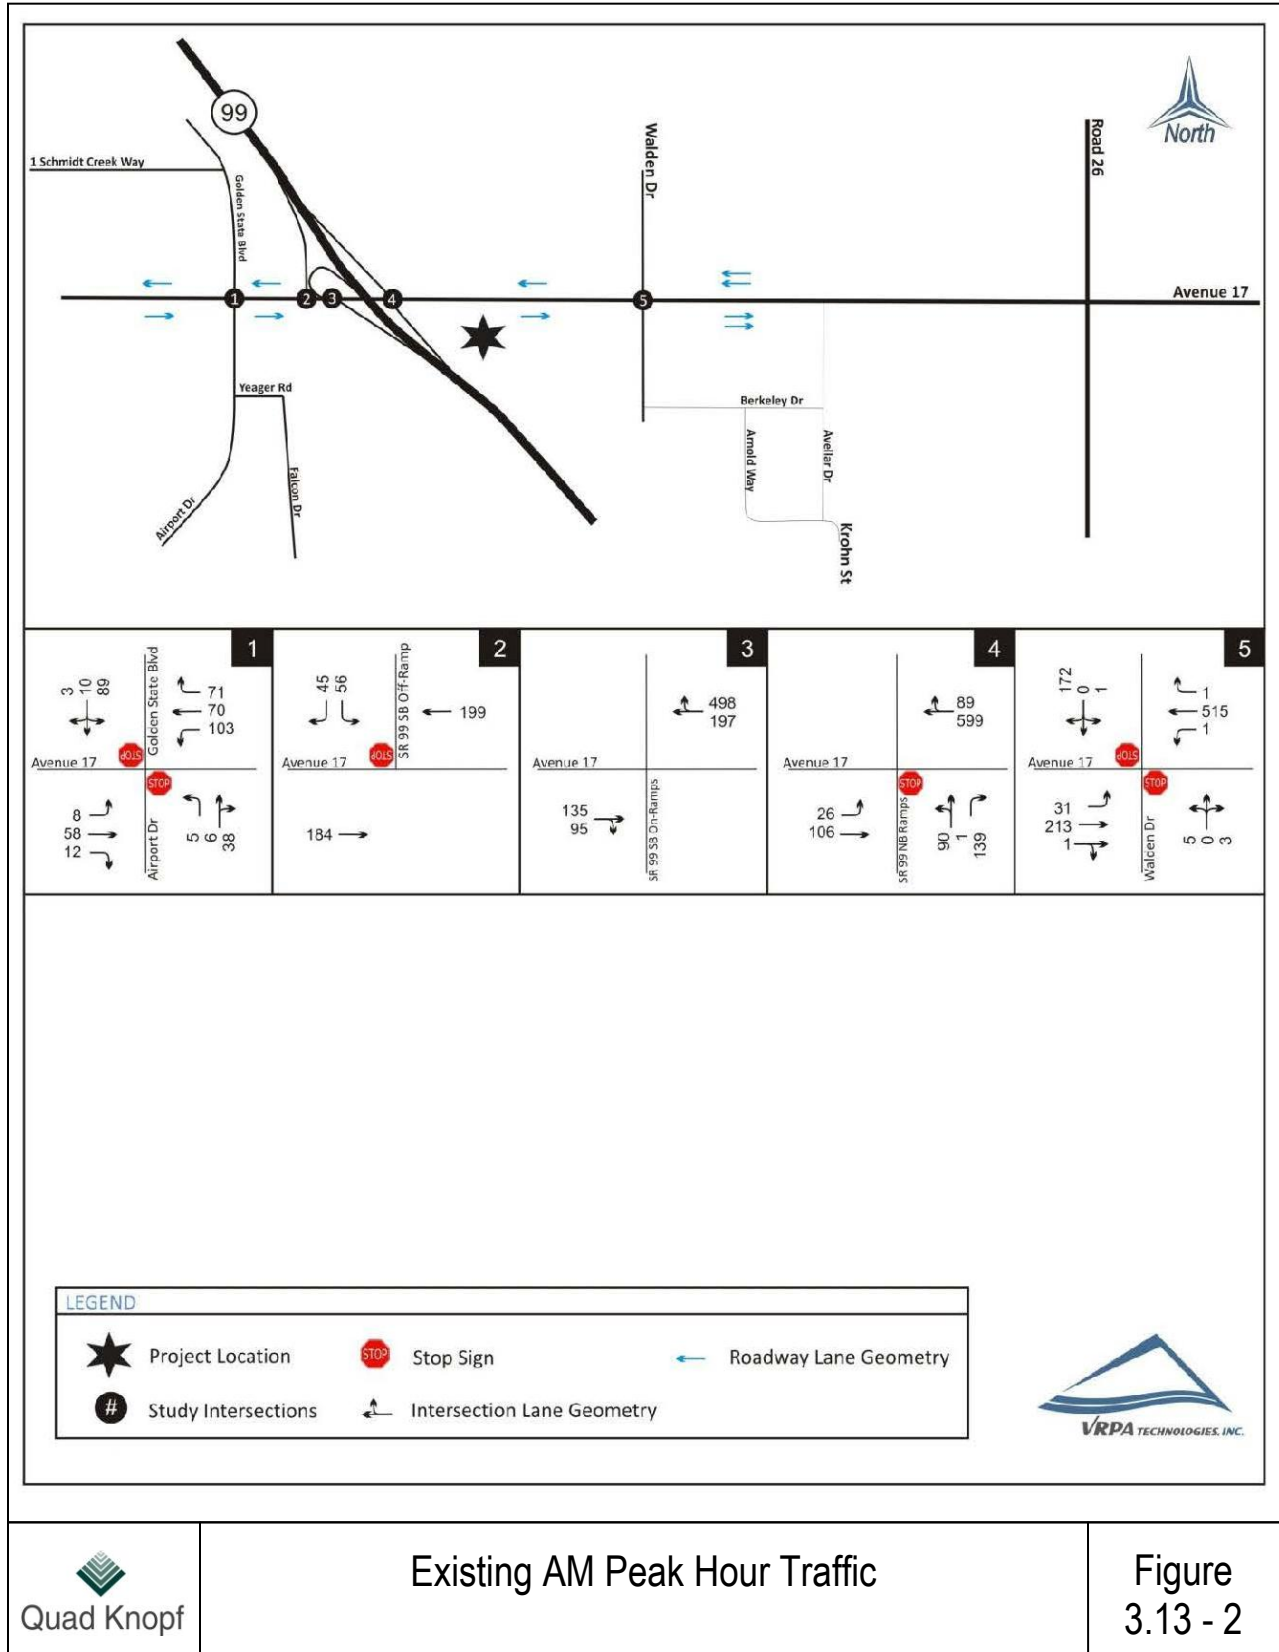 99
North
1 Schmidt Creek Way
Golden State Blvd
Walden Dr
Road 26
Avenue 17
1
2
3
4
5
Yeager Rd
Falcon Dr
Airport Dr
Berkeley Dr
Arnold Way
Avellar Dr
Krohn St
1
3
10
89
Golden State Blvd
71
70
103
STOP
Avenue 17
STOP
8
58
12
Airport Dr
5
6
38
2
45
56
SR 99 SB Off-Ramp
199
STOP
Avenue 17
184
3
498
197
Avenue 17
135
95
SR 99 SB On-Ramps
4
89
599
Avenue 17
STOP
26
106
SR 99 NB Ramps
90
1
139
5
172
0
1
1
515
1
STOP
Avenue 17
STOP
31
213
1
Walden Dr
5
0
3
LEGEND
Project Location
STOP Stop Sign
Roadway Lane Geometry
# Study Intersections
Intersection Lane Geometry
VRPA TECHNOLOGIES, INC.
Quad Knopf
Existing AM Peak Hour Traffic
Figure
3.13 - 2